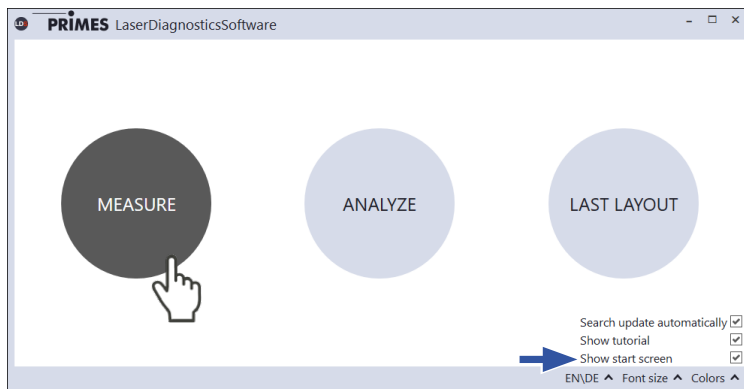 LD PRIMES LaserDiagnosticsSoftware
MEASURE ANALYZE LAST LAYOUT
Search update automatically
Show tutorial
Show start screen
EN\DE Font size Colors